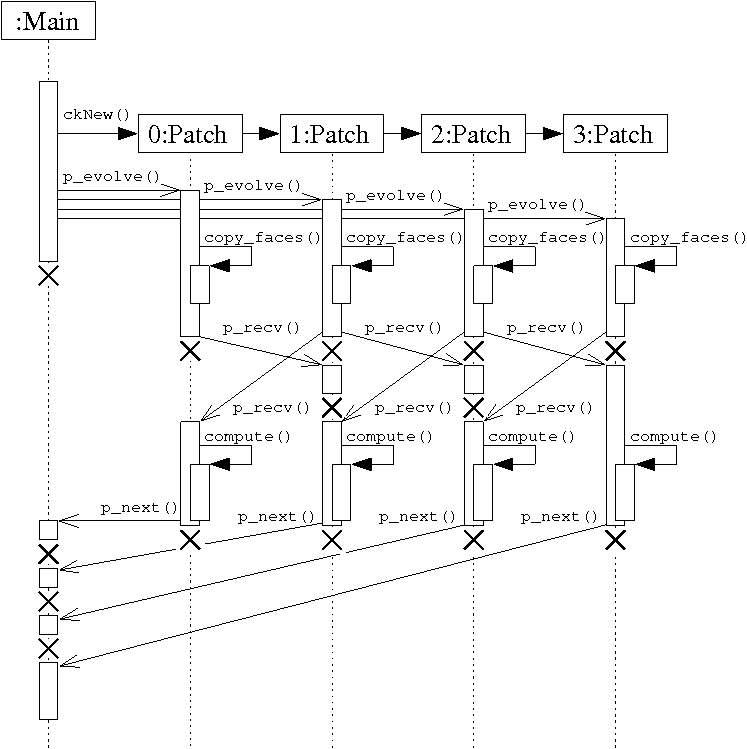 :Main
ckNew()
0:Patch 1:Patch 2:Patch 3:Patch
p_evolve() p_evolve() p_evolve() p_evolve()
copy_faces() copy_faces() copy_faces() copy_faces()
p_recv() p_recv() p_recv()
p_recv() p_recv() p_recv()
compute() compute() compute() compute()
p_next() p_next() p_next() p_next()